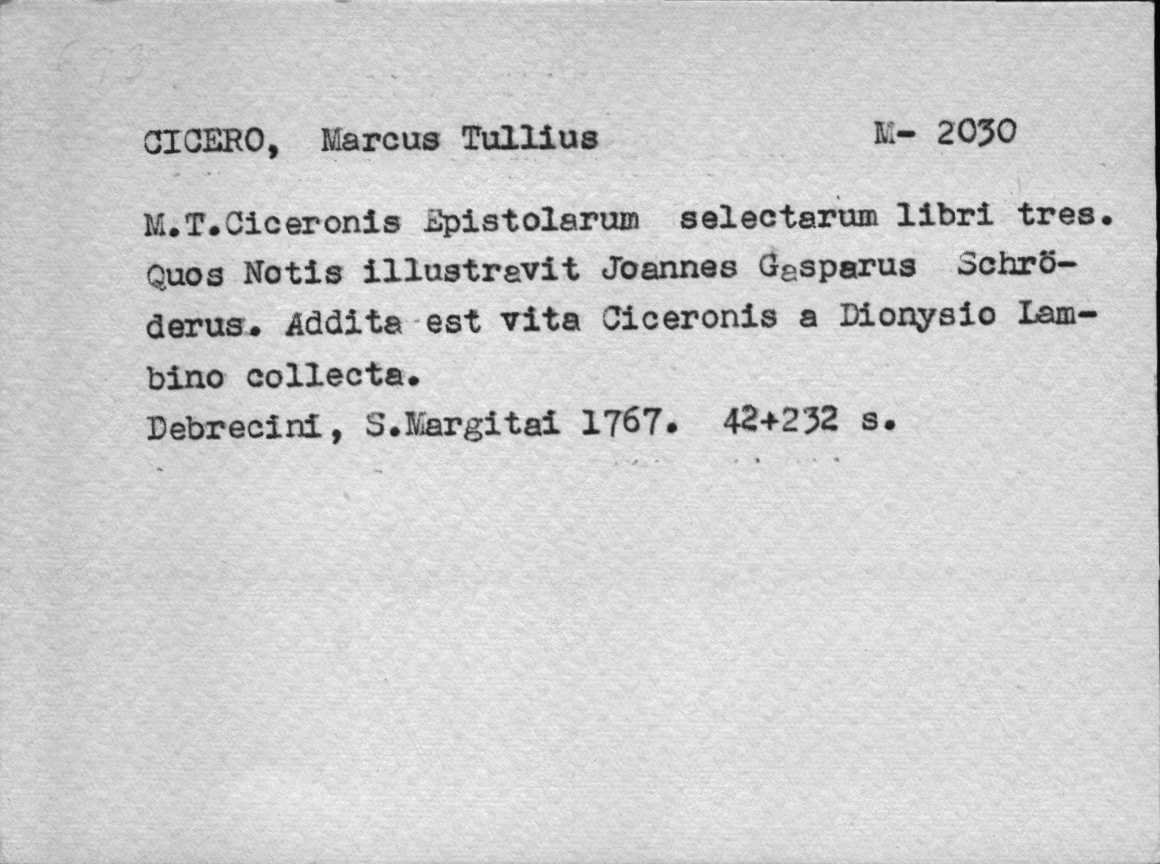 CICERO, Marcus Tullius M- 2030
M.T.Ciceronis Epistolarum selectarum libri tres.
Quos Notis illustravit Joannes Gasparus Schrö-
derus. Addita est vita Ciceronis a Dionysio Lam-
bino collecta.
Debrecini, S.Margitai 1767. 42+232 s.